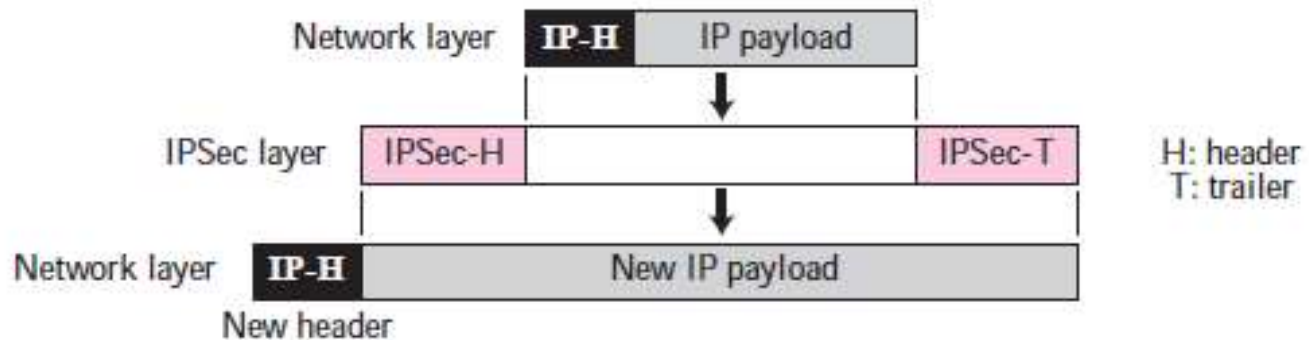 Network layer IP-H IP payload
IPSec layer IPSec-H IPSec-T H: header
T: trailer
Network layer IP-H New IP payload
New header